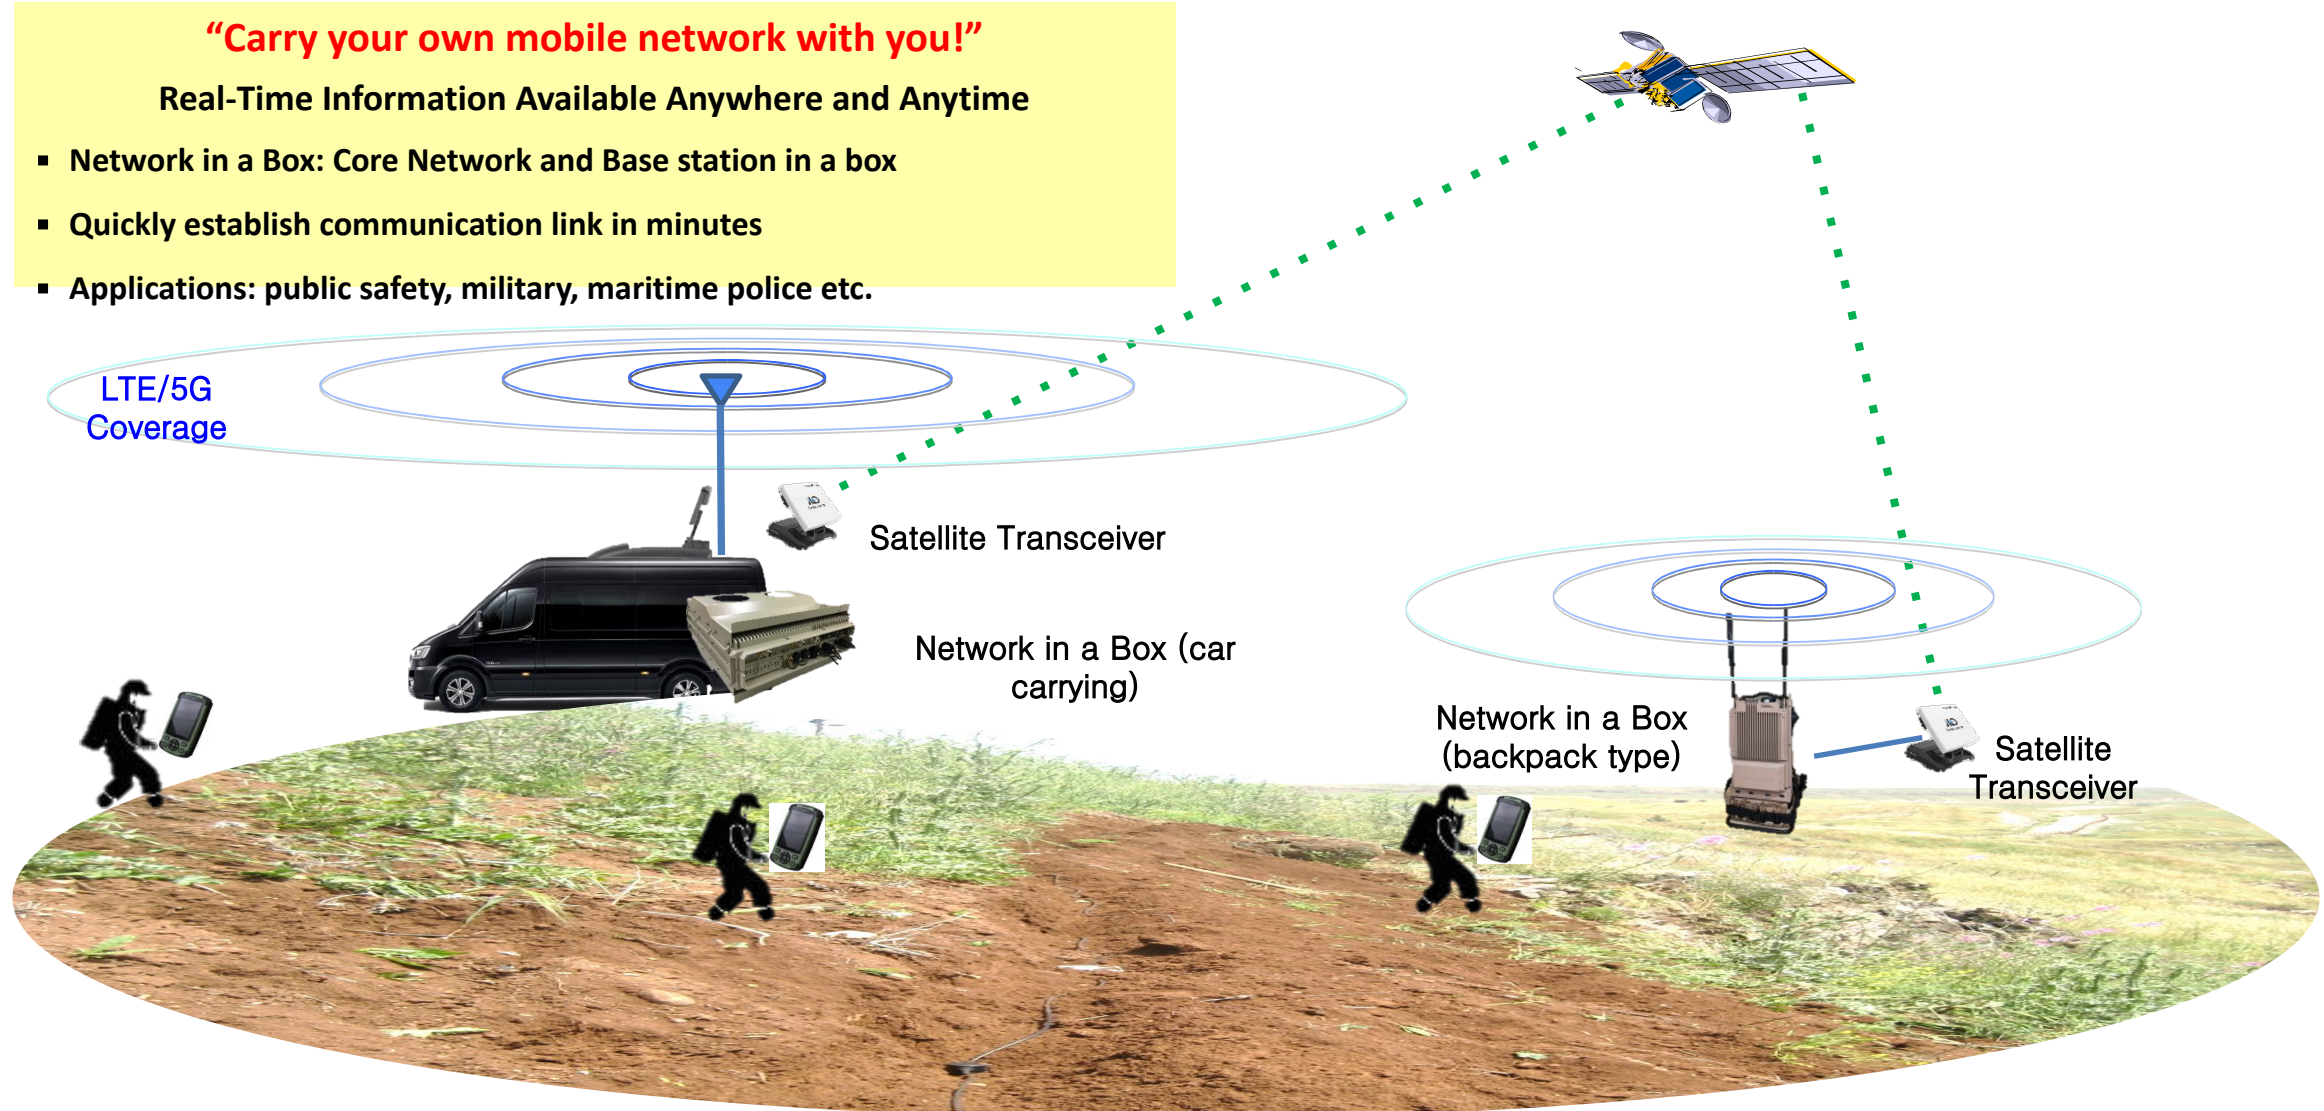 “Carry your own mobile network with you!”
Real-Time Information Available Anywhere and Anytime
▪ Network in a Box: Core Network and Base station in a box
▪ Quickly establish communication link in minutes
▪ Applications: public safety, military, maritime police etc.
LTE/5G
Coverage
Satellite Transceiver
Network in a Box (car
carrying)
Network in a Box
(backpack type)
Satellite
Transceiver